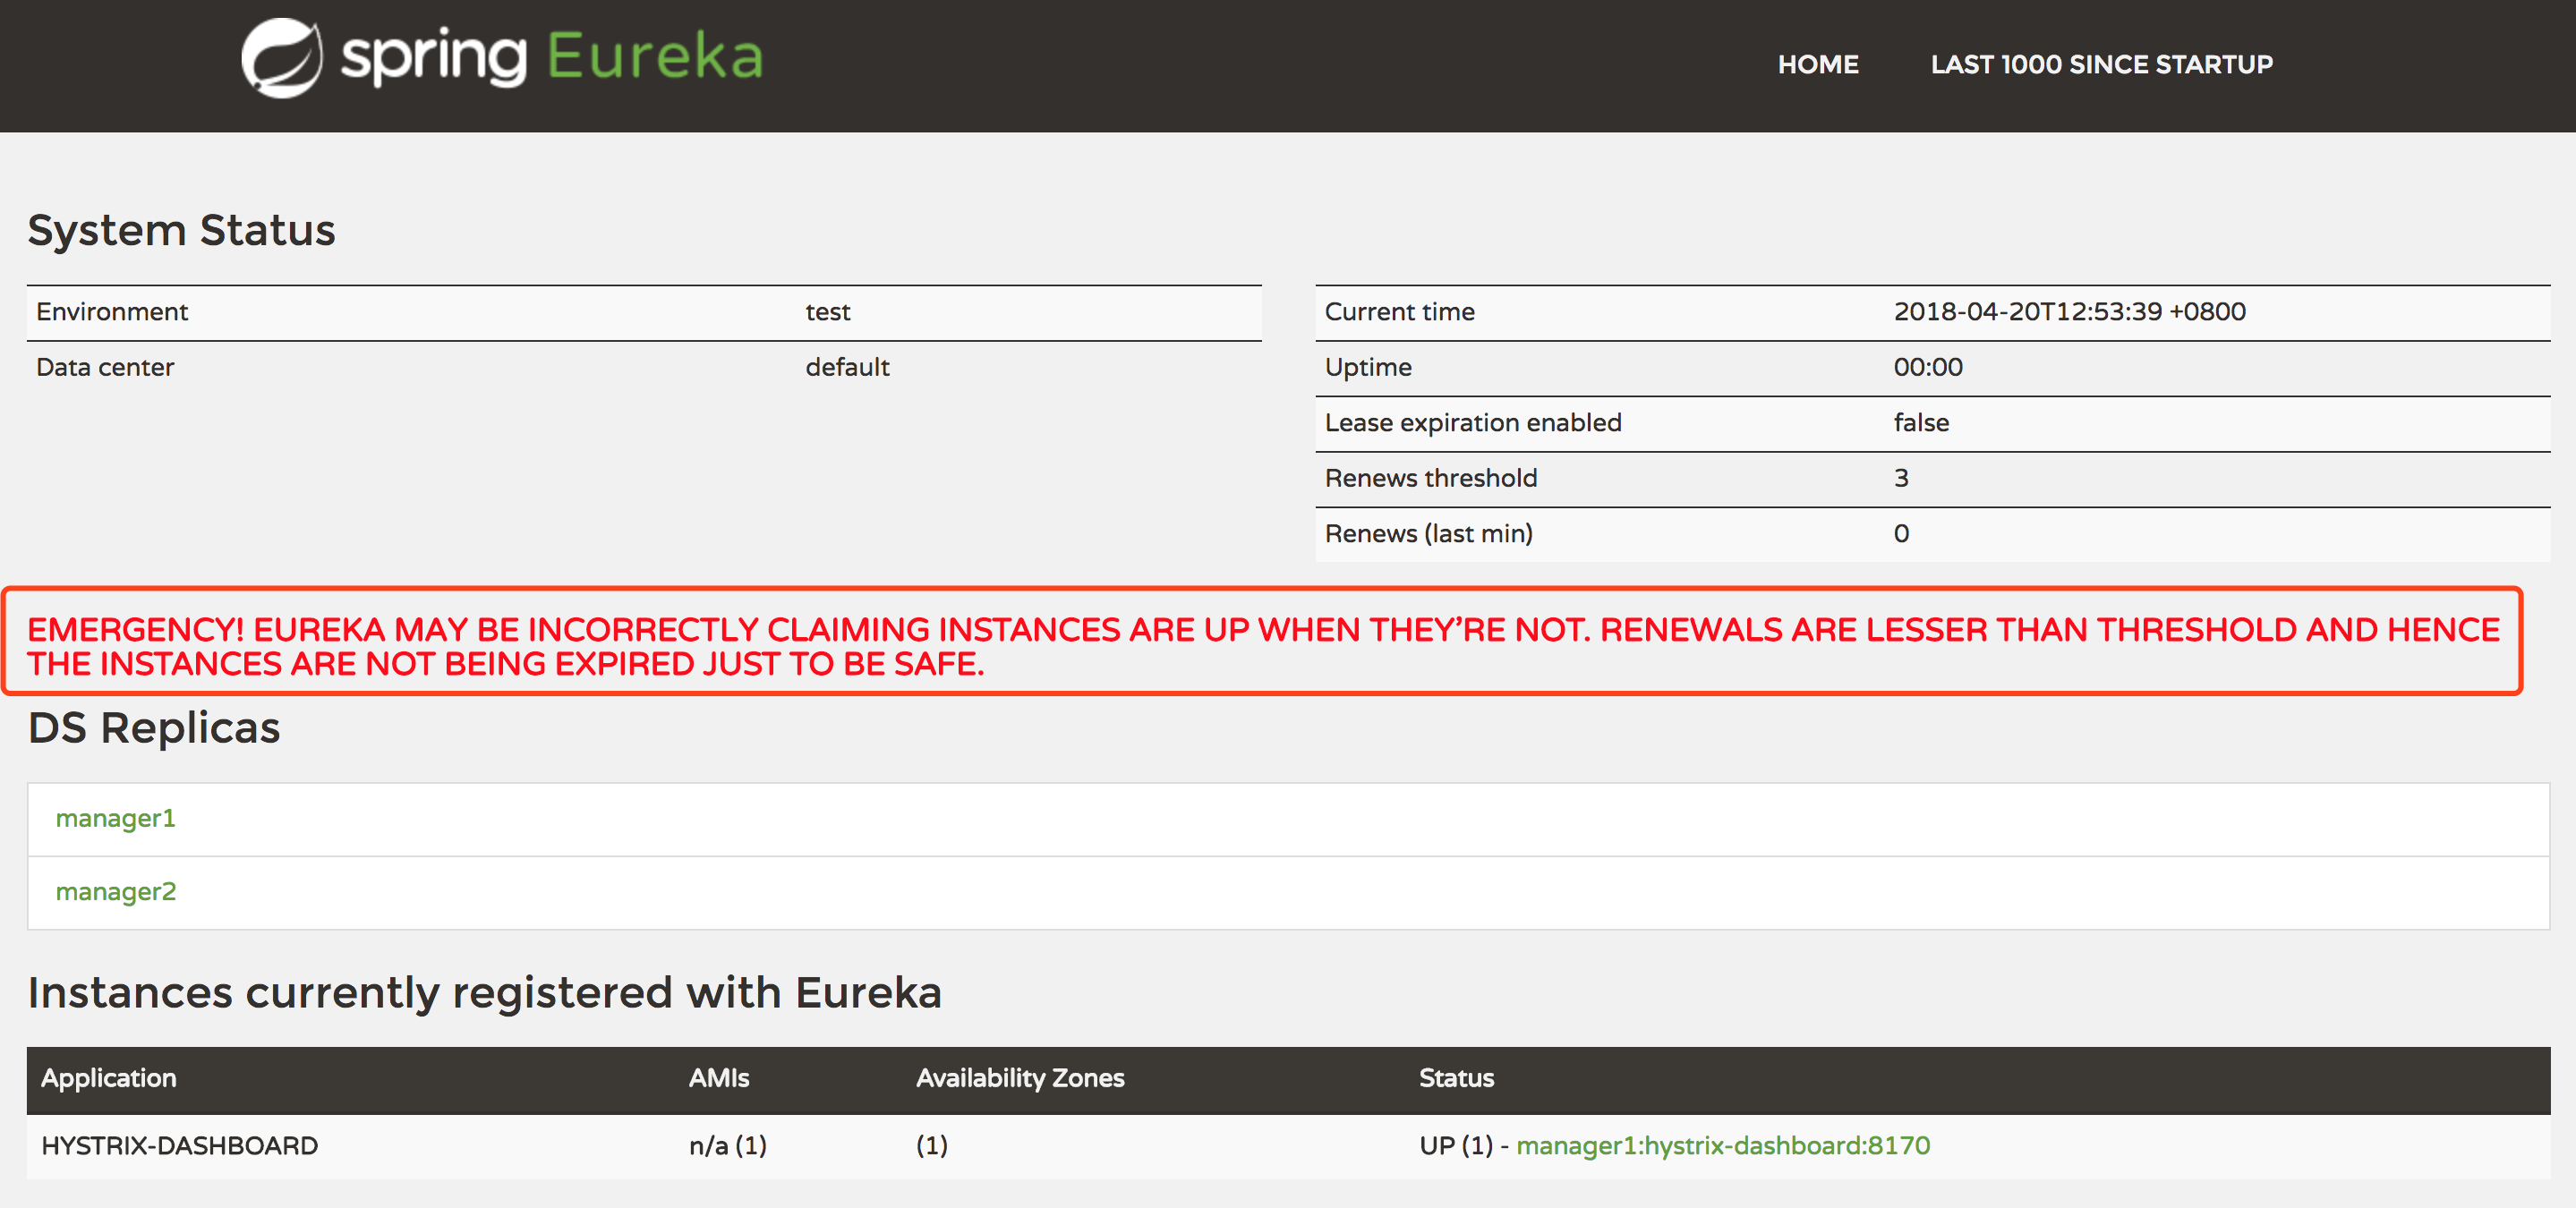 spring Eureka
HOME LAST 1000 SINCE STARTUP
System Status
Environment test
Data center default
Current time 2018-04-20T12:53:39 +0800
Uptime 00:00
Lease expiration enabled false
Renews threshold 3
Renews (last min) 0
EMERGENCY! EUREKA MAY BE INCORRECTLY CLAIMING INSTANCES ARE UP WHEN THEY'RE NOT. RENEWALS ARE LESSER THAN THRESHOLD AND HENCE
THE INSTANCES ARE NOT BEING EXPIRED JUST TO BE SAFE.
DS Replicas
manager1
manager2
Instances currently registered with Eureka
Application AMIs Availability Zones Status
HYSTRIX-DASHBOARD n/a (1) (1) UP (1) - manager1:hystrix-dashboard:8170